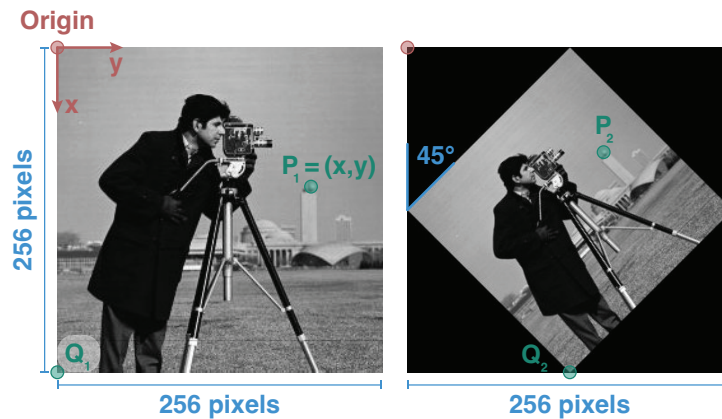 Origin
y
x
P₁ = (x,y)
256 pixels
Q₁
256 pixels
45°
P₂
Q₂
256 pixels